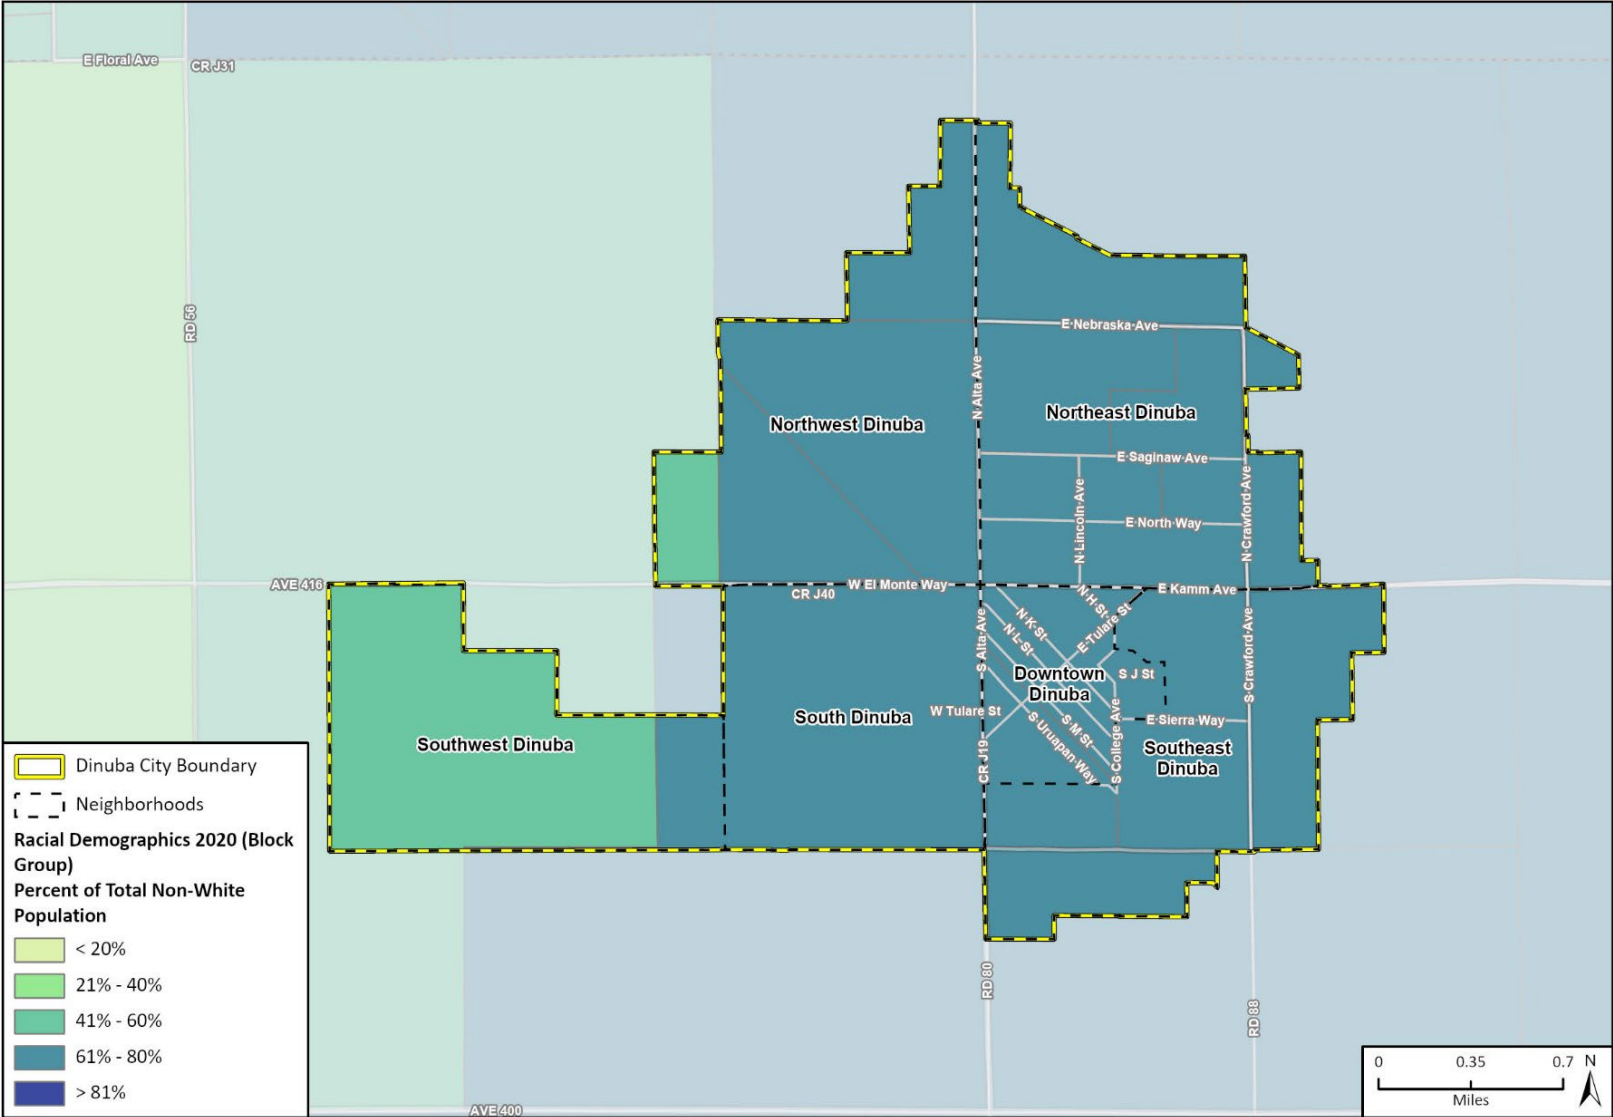 E Floral Ave
CR J31
RD 56
E Nebraska Ave
N Alta Ave
Northwest Dinuba
Northeast Dinuba
E Saginaw Ave
N Lincoln Ave
N Crawford Ave
E North Way
AVE 416
W El Monte Way
CR J40
E Kamm Ave
N H St
N K St
E Tulare St
N L St
S Alta Ave
S Crawford Ave
Downtown
Dinuba
S J St
W Tulare St
South Dinuba
S M St
S Uruapan Way
S College Ave
E Sierra Way
Southwest Dinuba
Southeast
Dinuba
CR J19
RD 80
RD 88
AVE 400
Dinuba City Boundary
Neighborhoods
Racial Demographics 2020 (Block
Group)
Percent of Total Non-White
Population
< 20%
21% - 40%
41% - 60%
61% - 80%
> 81%
0 0.35 0.7 N
Miles